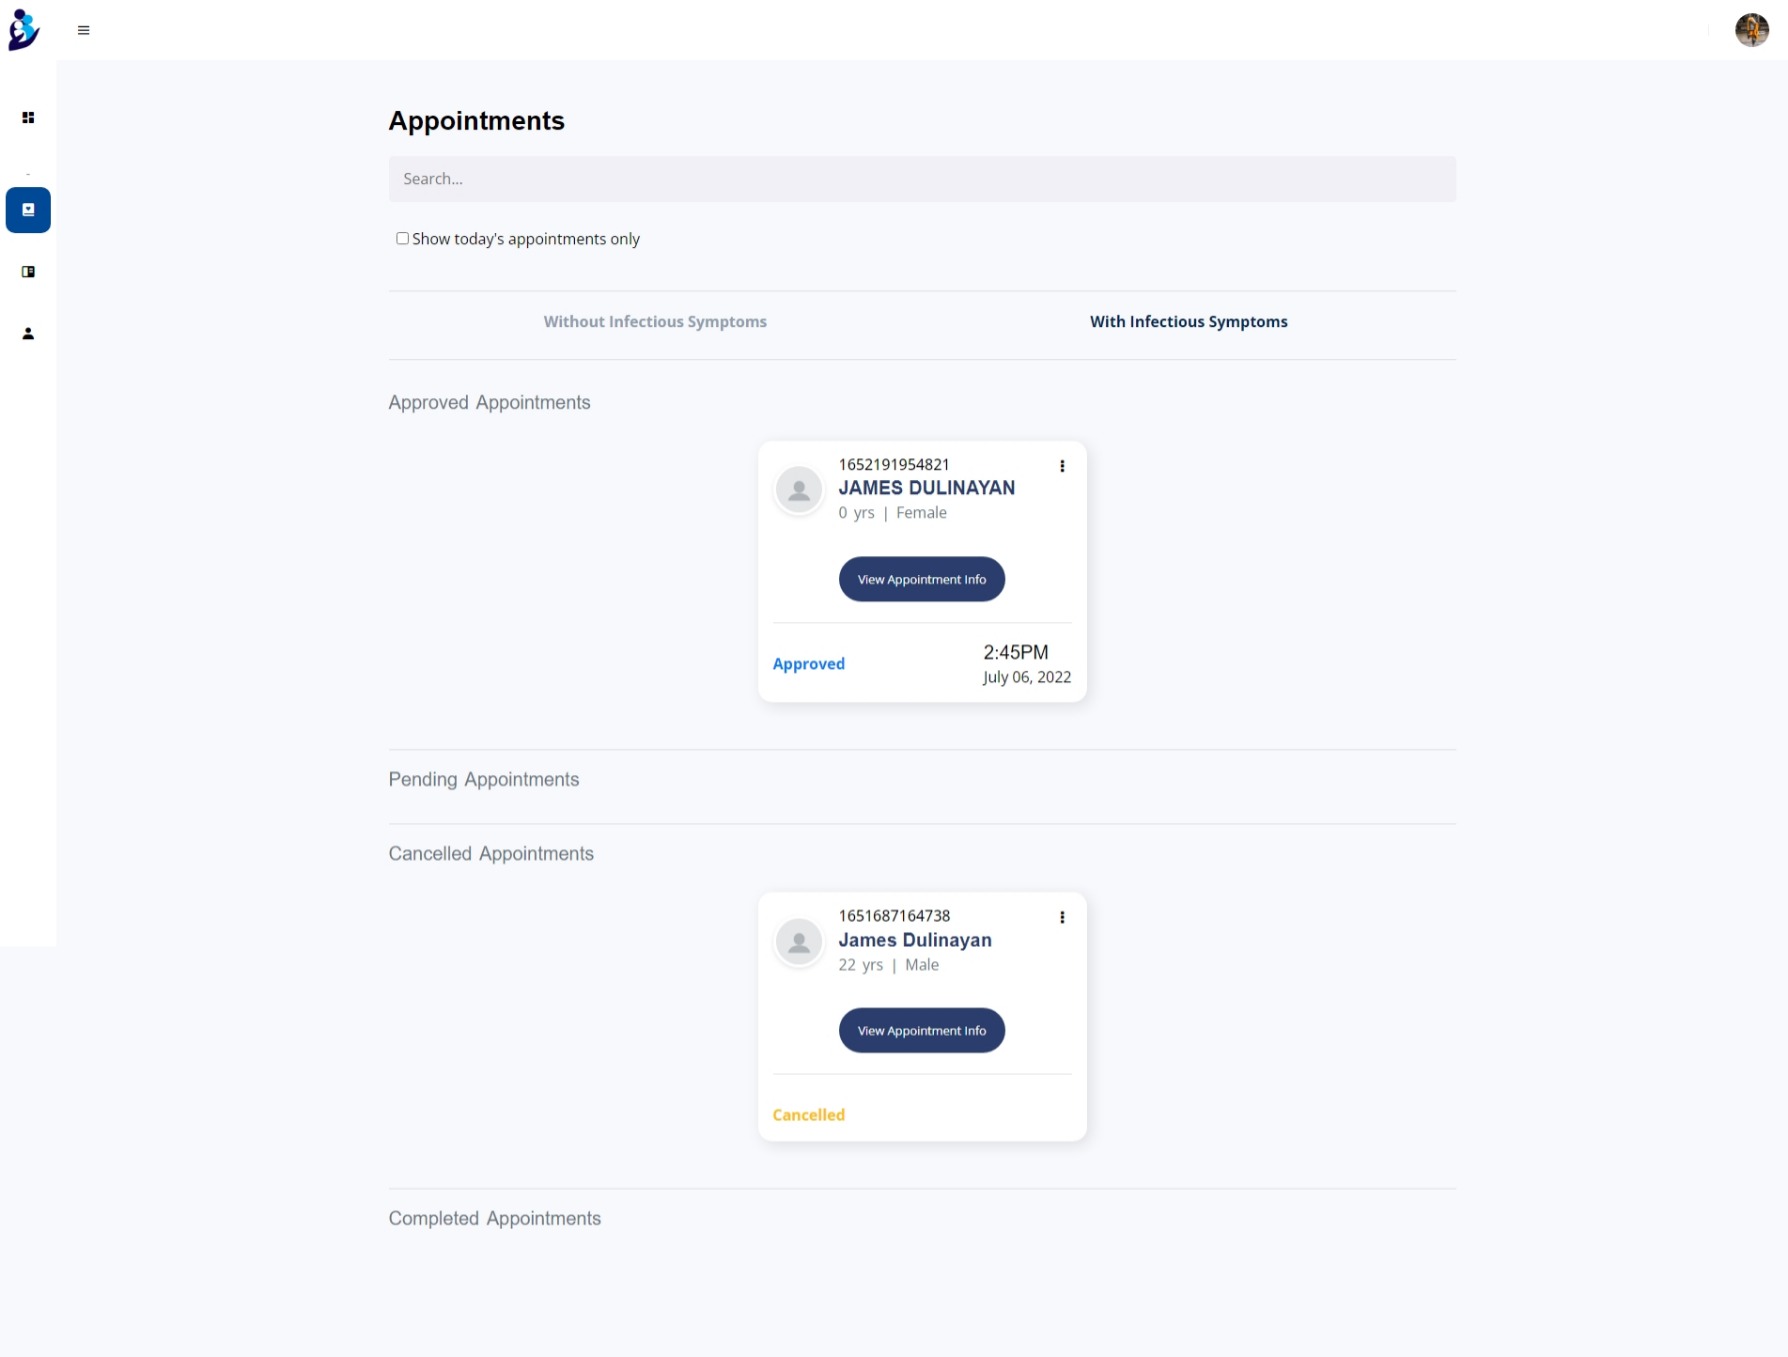 Appointments
Search...
Show today's appointments only
Without Infectious Symptoms
With Infectious Symptoms
Approved Appointments
1652191954821
JAMES DULINAYAN
0 yrs | Female
View Appointment Info
Approved
2:45PM
July 06, 2022
Pending Appointments
Cancelled Appointments
1651687164738
James Dulinayan
22 yrs | Male
View Appointment Info
Cancelled
Completed Appointments